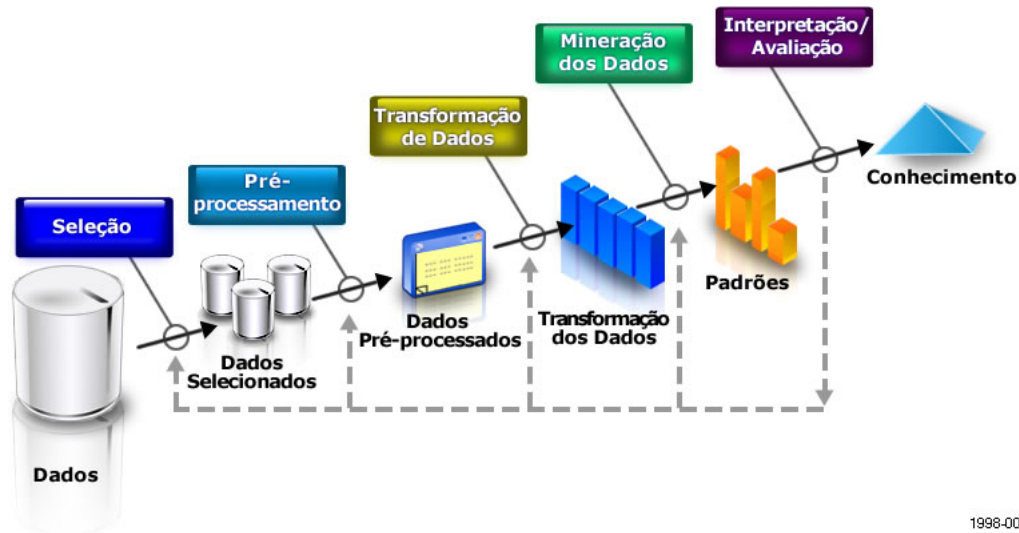 Interpretação/
Avaliação
Mineração
dos Dados
Transformação
de Dados
Conhecimento
Pré-
processamento
Seleção
Padrões
Dados
Pré-processados
Transformação
dos Dados
Dados
Selecionados
Dados
1998-00